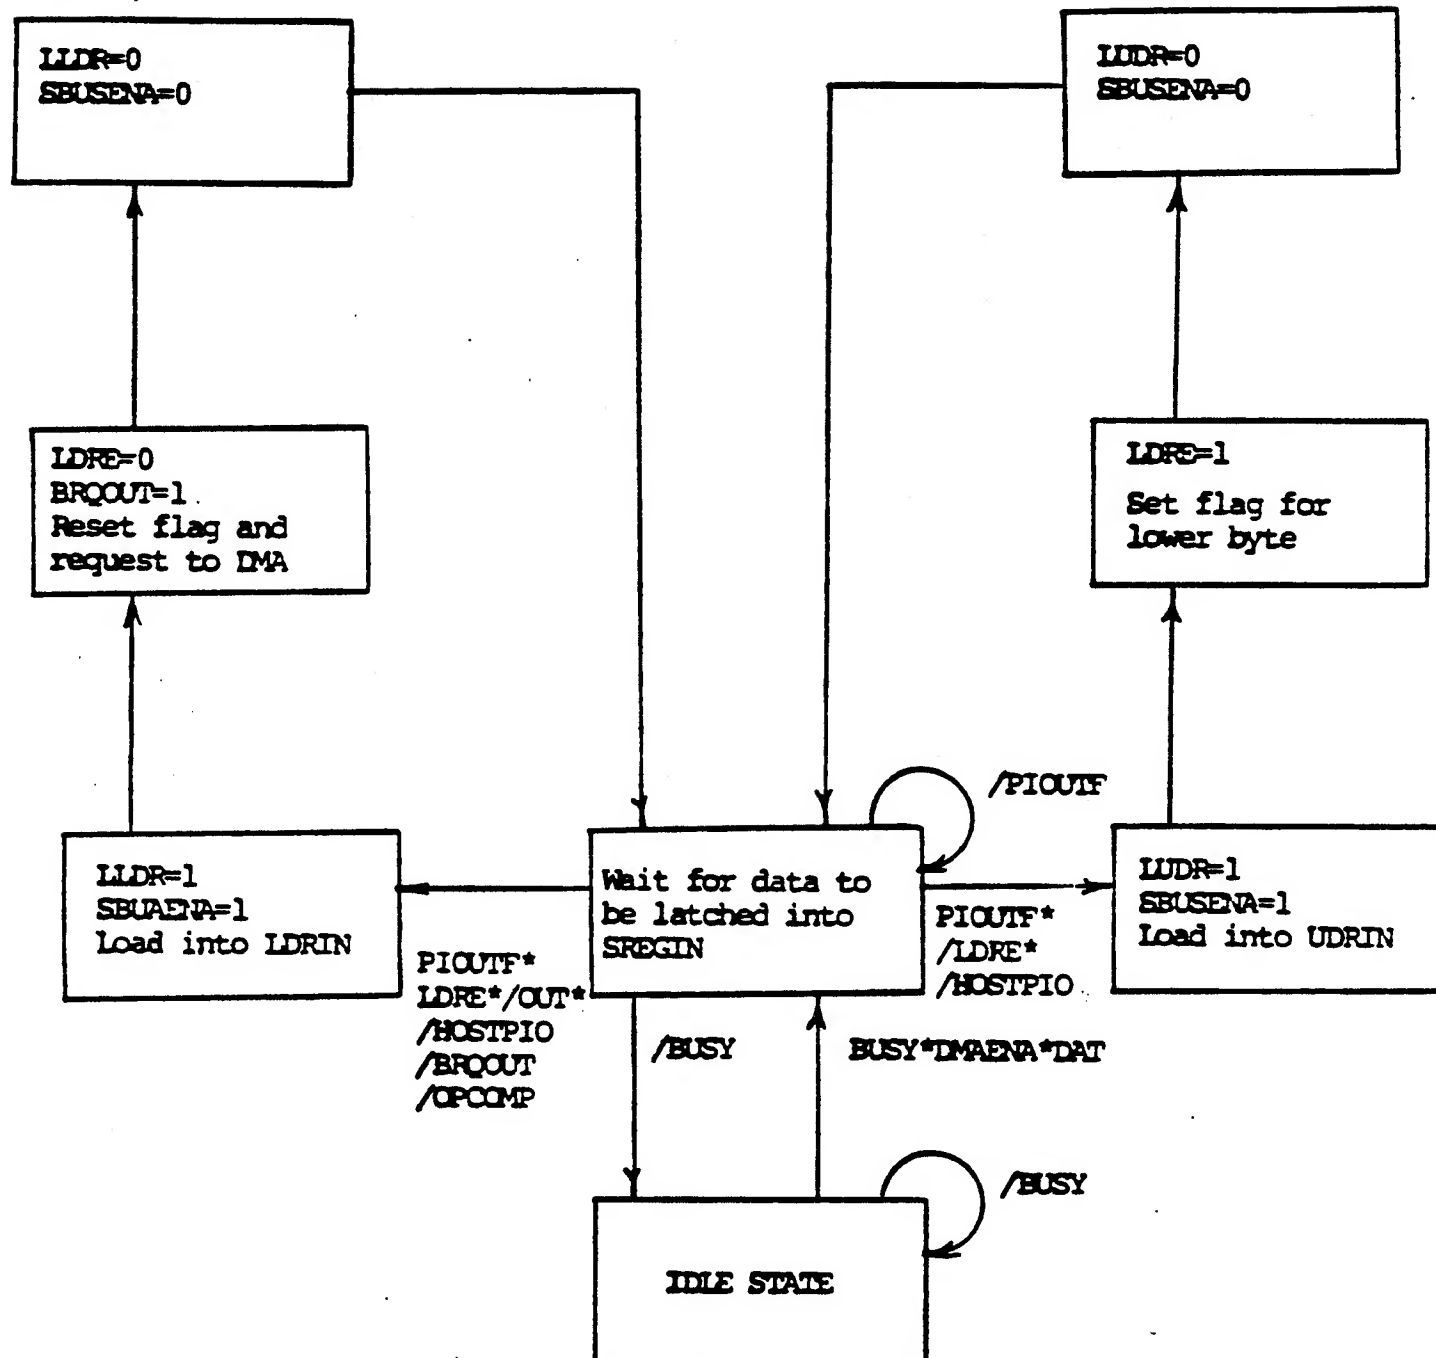 LLDR=0
SBUSENA=0
LUDR=0
SBUSENA=0
LDRE=0
BRQOUT=1
Reset flag and
request to DMA
LDRE=1
Set flag for
lower byte
/PIOUTF
LLDR=1
SBUAENA=1
Load into LDRIN
Wait for data to
be latched into
SREGIN
LUDR=1
SBUSENA=1
Load into UDRIN
PIOUTF*
LDRE*/OUT*
/HOSTPIO
/BRQOUT
/OPCOMP
PIOUTF*
/LDRE*
/HOSTPIO
/BUSY
BUSY*DMAENA*DAT
/BUSY
IDLE STATE